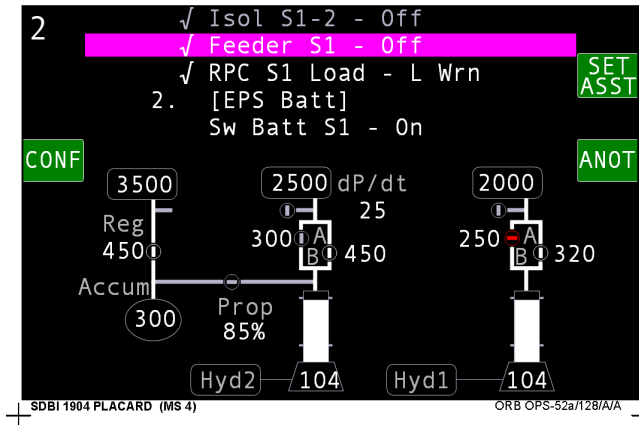 2
√ Isol S1-2 - Off
√ Feeder S1 - Off
√ RPC S1 Load - L Wrn
SET
ASST
2. [EPS Batt]
Sw Batt S1 - On
CONF
ANOT
3500
2500 dP/dt
2000
25
Reg
450
300 A
B 450
250 A
B 320
Accum
300
Prop
85%
Hyd2 104
Hyd1 104
SDBI 1904 PLACARD (MS 4)
ORB OPS-52a/128/A/A